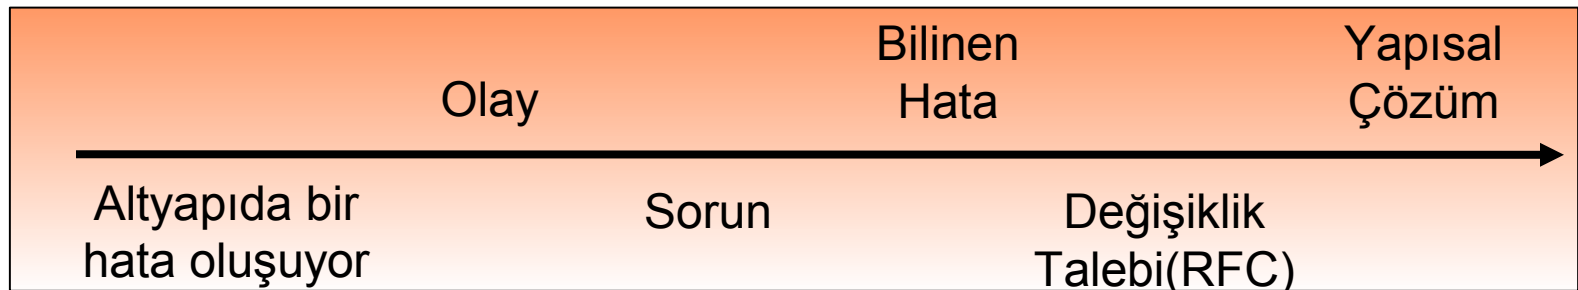 Olay
Bilinen
Hata
Yapısal
Çözüm
Altyapıda bir
hata oluşuyor
Sorun
Değişiklik
Talebi(RFC)